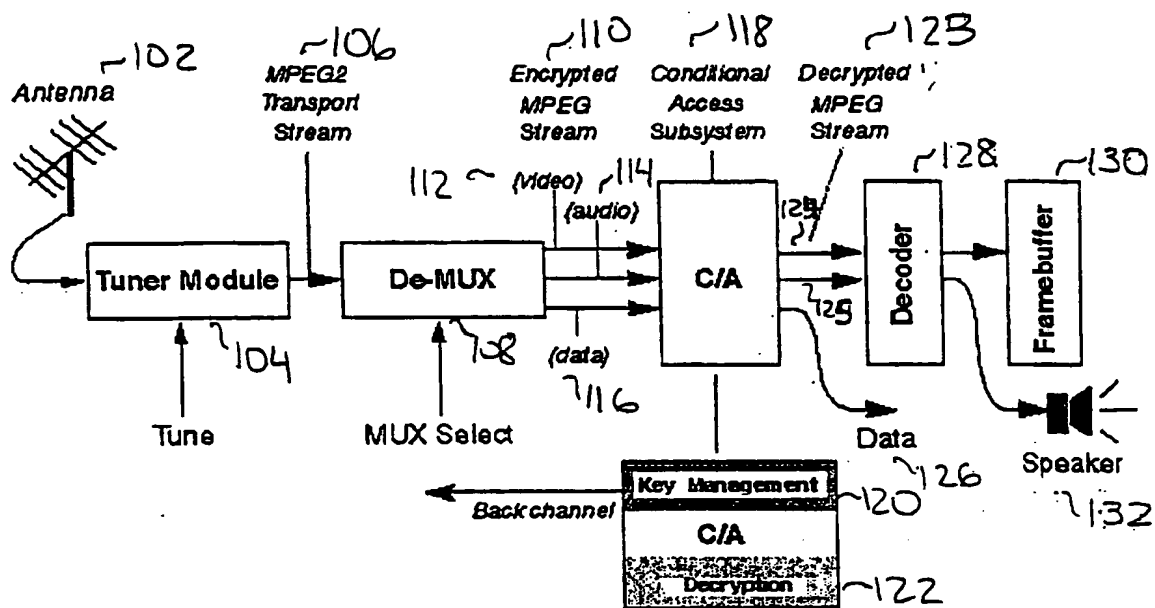 102
Antenna
106
MPEG2
Transport
Stream
110
Encrypted
MPEG
Stream
118
Conditional
Access
Subsystem
123
Decrypted
MPEG
Stream
112
(video)
114
(audio)
128
130
Tuner Module
De-MUX
C/A
124
125
Decoder
Framebuffer
104
108
(data)
116
Tune
MUX Select
Data
126
Speaker
132
Key Management
120
Back channel
C/A
Decryption
122